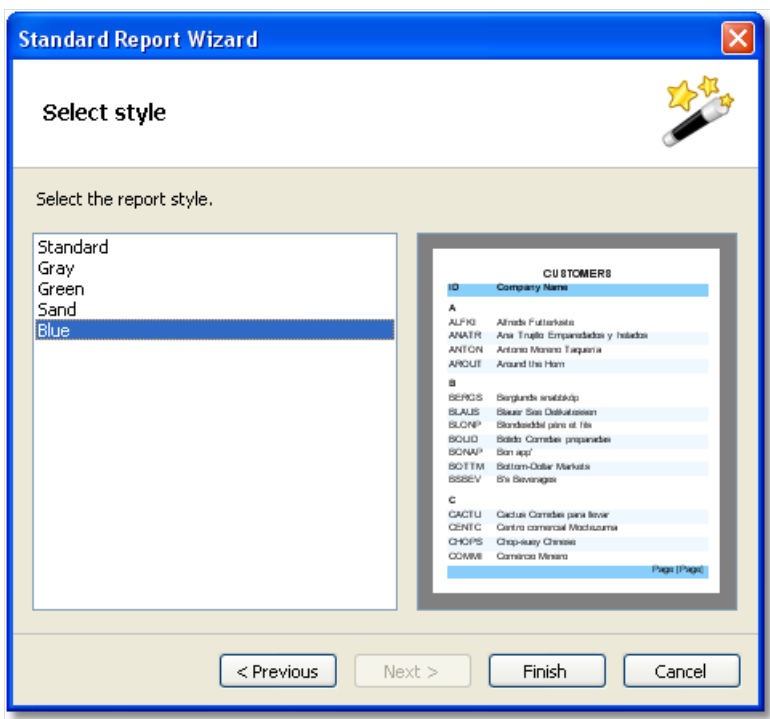 Standard Report Wizard
Select style
Select the report style.
Standard
Gray
Green
Sand
Blue
CUSTOMERS
ID Company Name
A
ALFKI Alfreds Futterkiste
ANATR Ana Trujillo Emparedados y helados
ANTON Antonio Moreno Taquería
AROUT Around the Horn
B
BERGS Berglunds snabbköp
BLAUS Blauer See Delikatessen
BLONP Blondesddsl père et fils
BOLID Bólido Comidas preparadas
BONAP Bon app'
BOTTM Bottom-Dollar Markets
BSBEV B's Beverages
C
CACTU Cactus Comidas para llevar
CENTC Centro comercial Moctezuma
CHOPS Chop-suey Chinese
COMMI Comércio Mineiro
Page [Page]
< Previous
Next >
Finish
Cancel